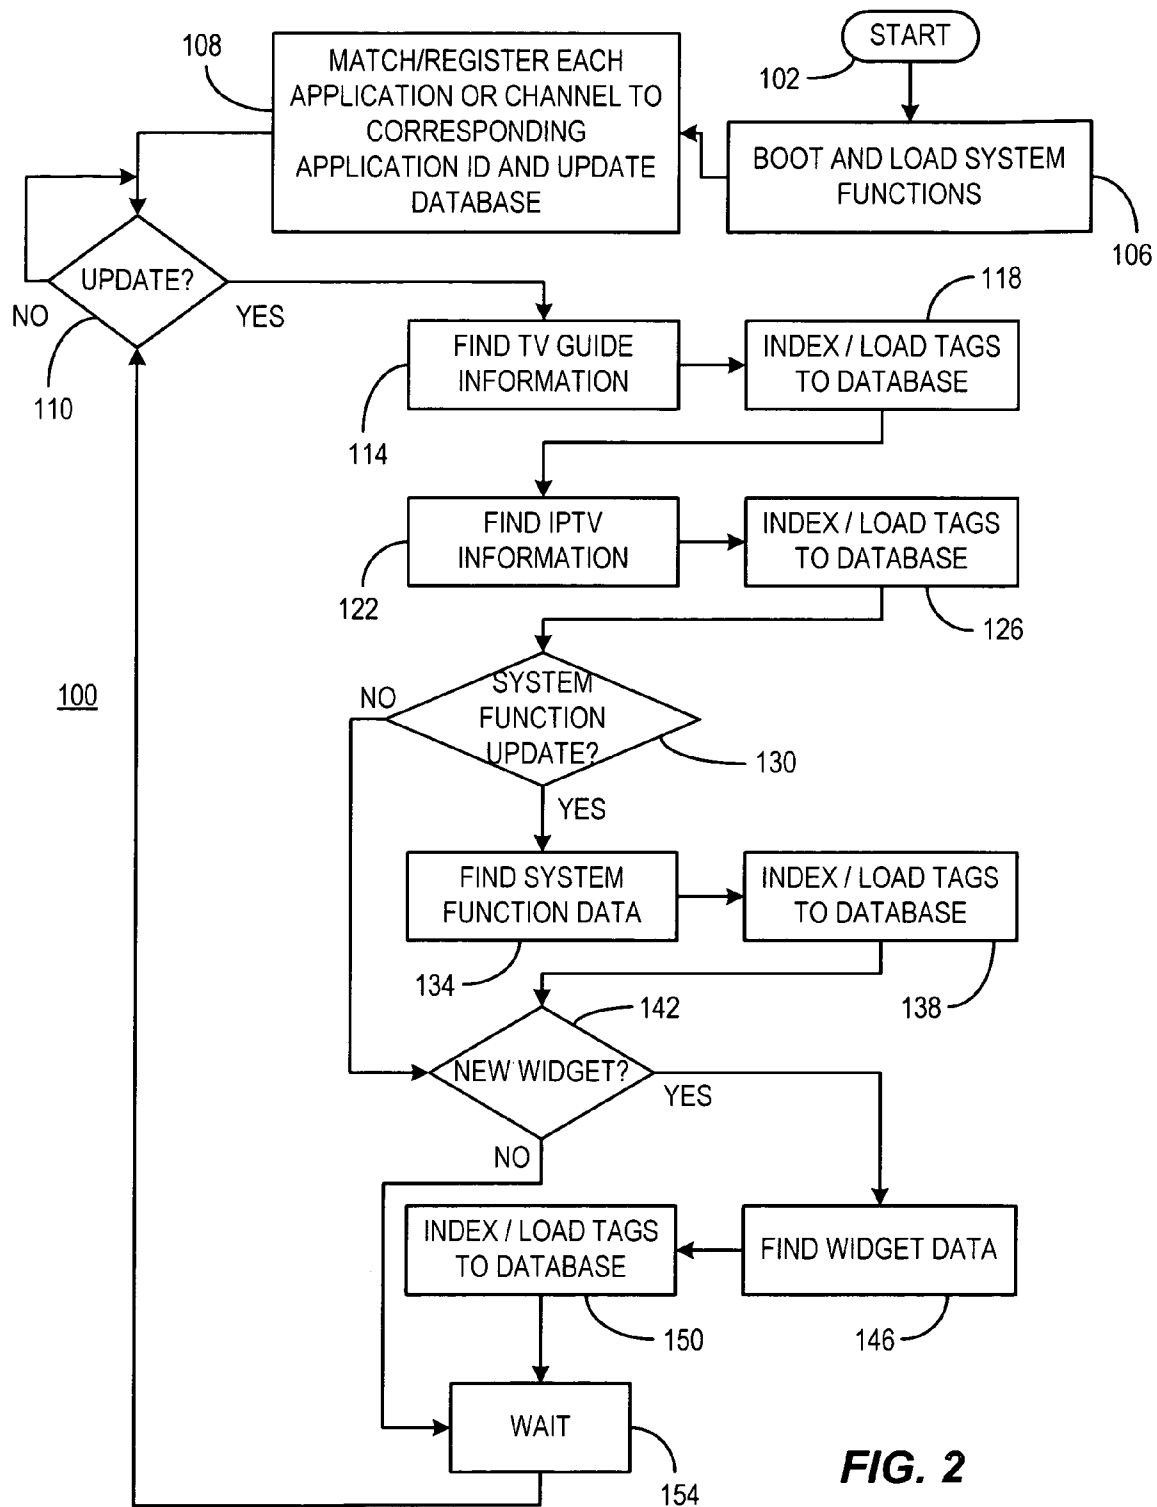 START
102
108
MATCH/REGISTER EACH
APPLICATION OR CHANNEL TO
CORRESPONDING
APPLICATION ID AND UPDATE
DATABASE
BOOT AND LOAD SYSTEM
FUNCTIONS
106
UPDATE?
NO
YES
110
118
FIND TV GUIDE
INFORMATION
114
INDEX / LOAD TAGS
TO DATABASE
FIND IPTV
INFORMATION
122
INDEX / LOAD TAGS
TO DATABASE
126
100
NO
SYSTEM
FUNCTION
UPDATE?
130
YES
FIND SYSTEM
FUNCTION DATA
134
INDEX / LOAD TAGS
TO DATABASE
138
142
NEW WIDGET?
YES
NO
INDEX / LOAD TAGS
TO DATABASE
150
FIND WIDGET DATA
146
WAIT
154
FIG. 2